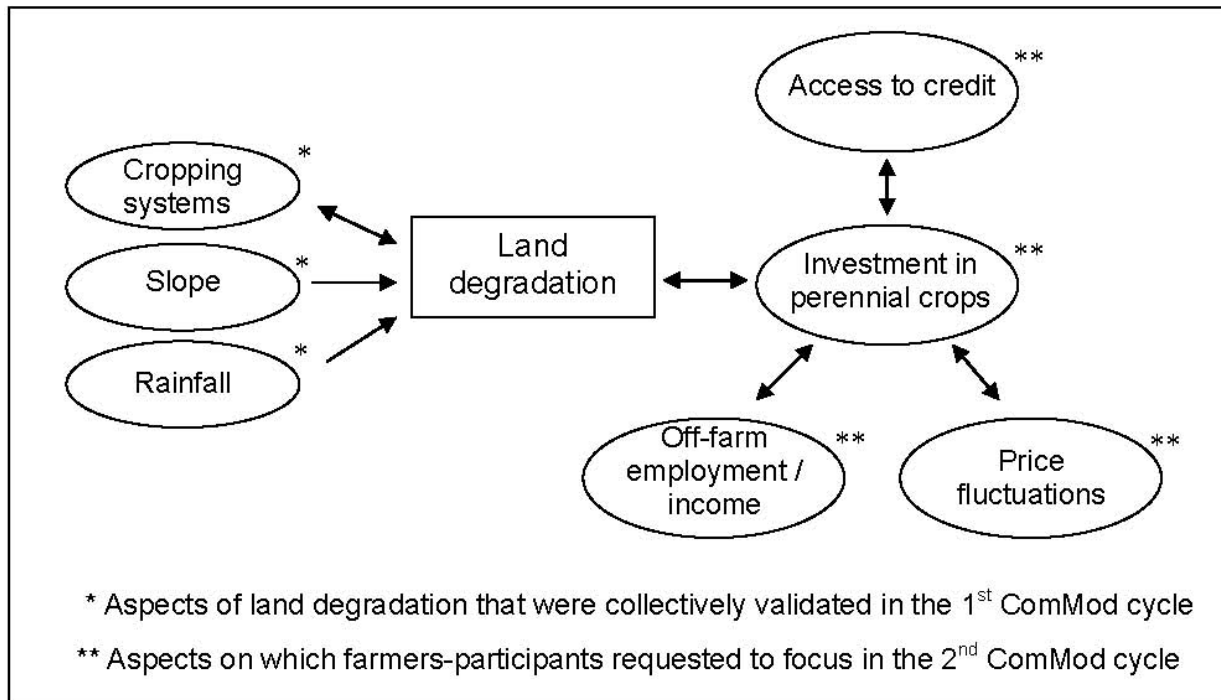 Access to credit **
Cropping
systems *
Slope *
Rainfall *
Land
degradation
Investment in
perennial crops **
Off-farm
employment /
income **
Price
fluctuations **
* Aspects of land degradation that were collectively validated in the 1st ComMod cycle
** Aspects on which farmers-participants requested to focus in the 2nd ComMod cycle